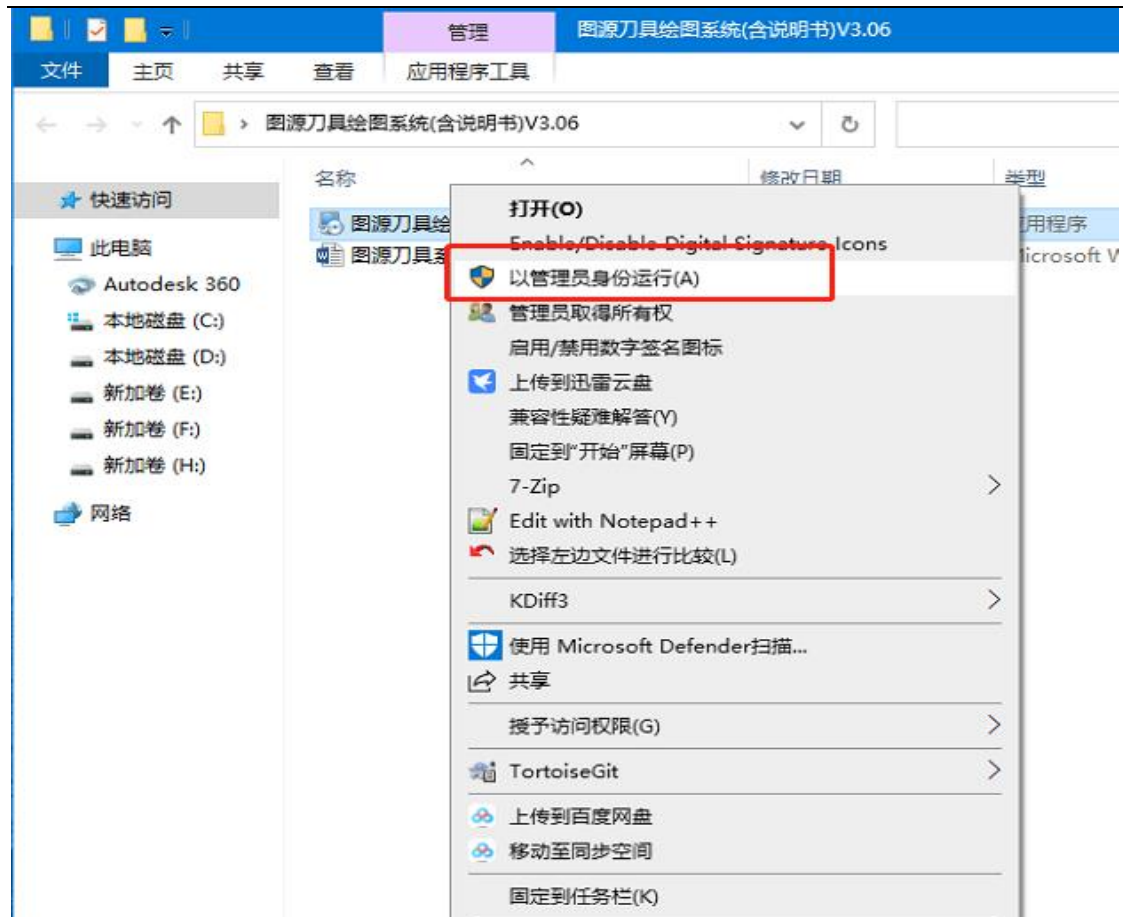 管理
图源刀具绘图系统(含说明书)V3.06
文件
主页
共享
查看
应用程序工具
图源刀具绘图系统(含说明书)V3.06
名称
修改日期
类型
快速访问
图源刀具绘
用程序
此电脑
图源刀具
icrosoft
Autodesk 360
本地磁盘 (C:)
本地磁盘 (D:)
新加卷 (E:)
新加卷 (F:)
新加卷 (H:)
网络
打开(O)
Enable/Disable Digital Signature Icons
以管理员身份运行(A)
管理员取得所有权
启用/禁用数字签名图标
上传到迅雷云盘
兼容性疑难解答(Y)
固定到"开始"屏幕(P)
7-Zip
Edit with Notepad++
选择左边文件进行比较(L)
KDiff3
使用 Microsoft Defender扫描...
共享
授予访问权限(G)
TortoiseGit
上传到百度网盘
移动至同步空间
固定到任务栏(K)